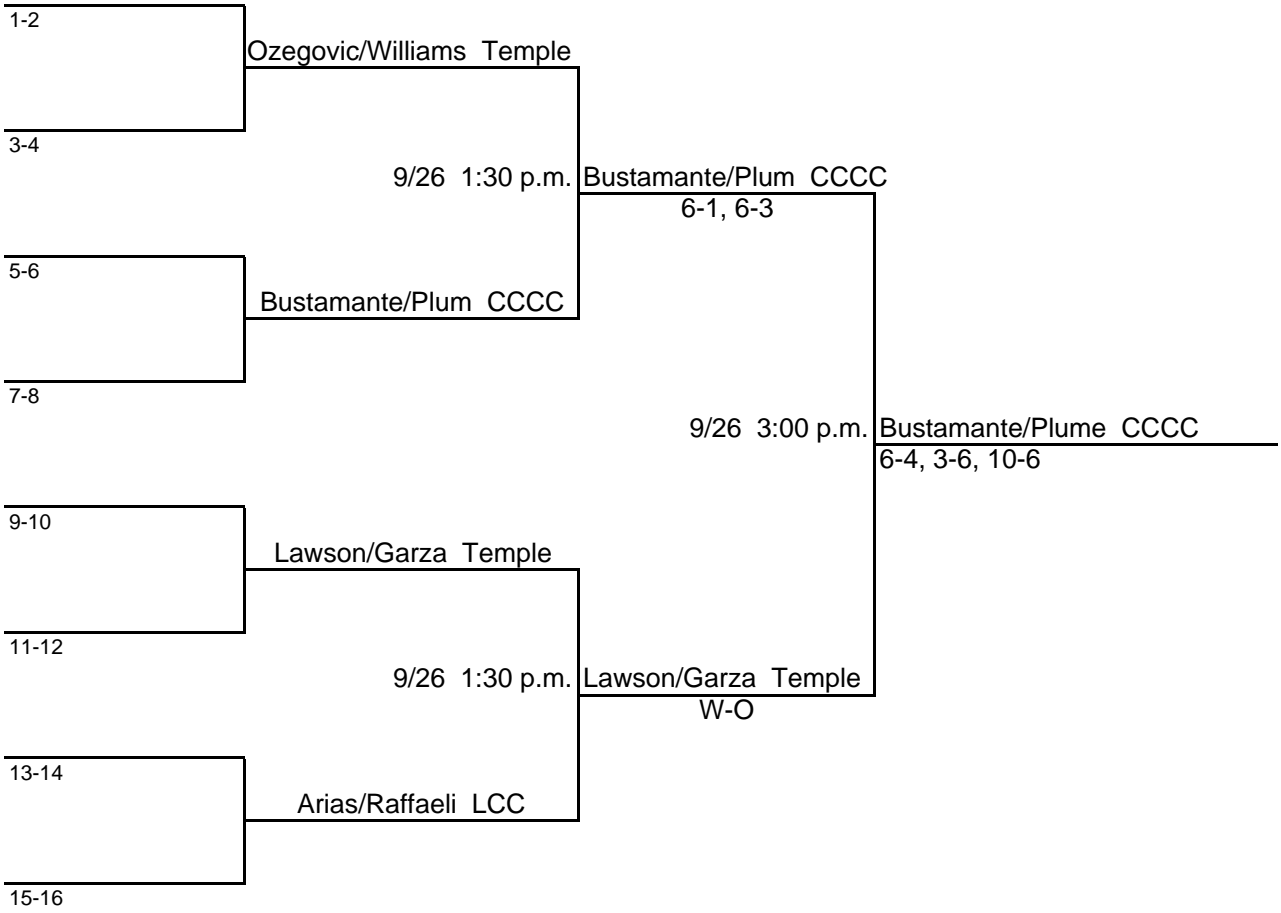 1-2
Ozegovic/Williams Temple
3-4
9/26 1:30 p.m.
Bustamante/Plum CCCC
6-1, 6-3
5-6
Bustamante/Plum CCCC
7-8
9/26 3:00 p.m.
Bustamante/Plume CCCC
6-4, 3-6, 10-6
9-10
Lawson/Garza Temple
11-12
9/26 1:30 p.m.
Lawson/Garza Temple
W-O
13-14
Arias/Raffaeli LCC
15-16